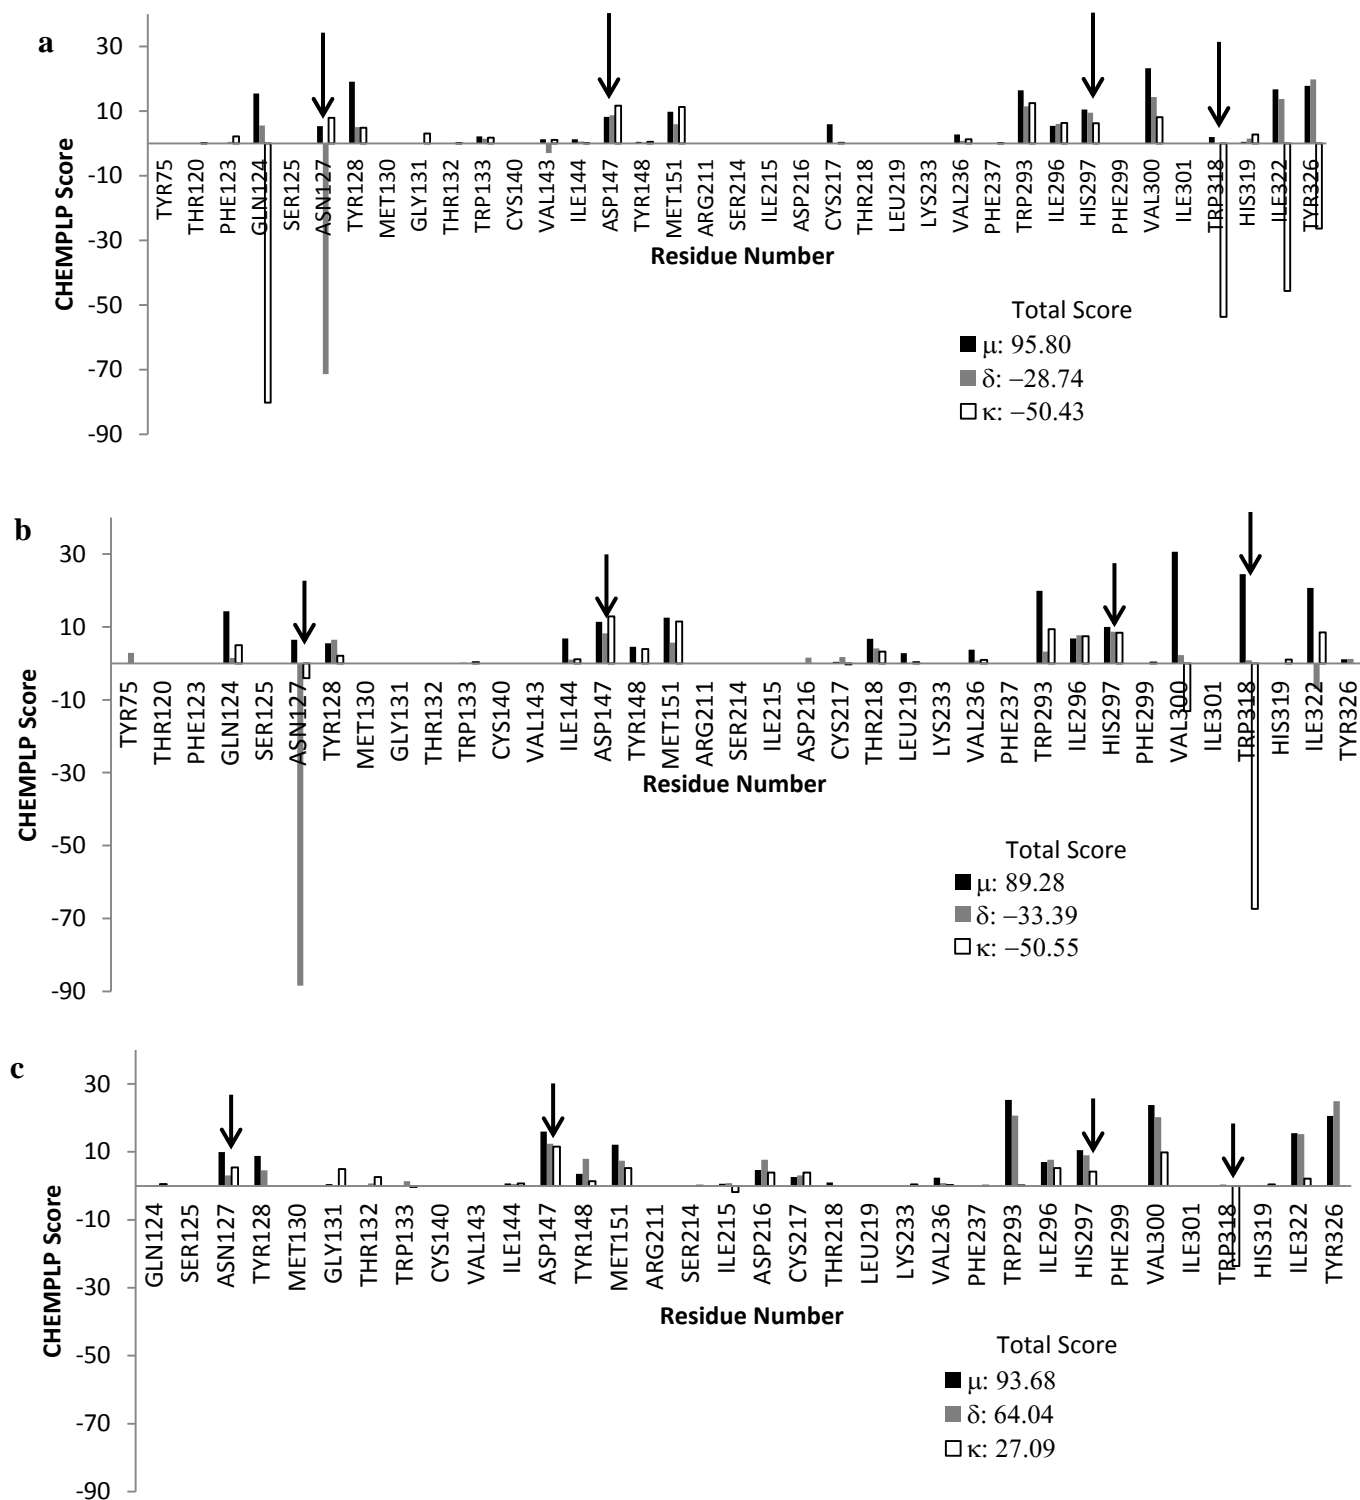 a
30
10
-10
-30
-50
-70
-90
CHEMPLP Score
TYR75
THR120
PHE123
GLN124
SER125
ASN127
TYR128
MET130
GLY131
THR132
TRP133
CYS140
VAL143
ILE144
ASP147
TYR148
MET151
ARG211
SER214
ILE215
ASP216
CYS217
THR218
LEU219
LYS233
VAL236
PHE237
TRP293
ILE296
HIS297
PHE299
VAL300
ILE301
TRP318
HIS319
ILE322
TYR326
Residue Number
Total Score
μ: 95.80
δ: −28.74
κ: −50.43
b
30
10
-10
-30
-50
-70
-90
CHEMPLP Score
TYR75
THR120
PHE123
GLN124
SER125
ASN127
TYR128
MET130
GLY131
THR132
TRP133
CYS140
VAL143
ILE144
ASP147
TYR148
MET151
ARG211
SER214
ILE215
ASP216
CYS217
THR218
LEU219
LYS233
VAL236
PHE237
TRP293
ILE296
HIS297
PHE299
VAL300
ILE301
TRP318
HIS319
ILE322
TYR326
Residue Number
Total Score
μ: 89.28
δ: −33.39
κ: −50.55
c
30
10
-10
-30
-50
-70
-90
CHEMPLP Score
GLN124
SER125
ASN127
TYR128
MET130
GLY131
THR132
TRP133
CYS140
VAL143
ILE144
ASP147
TYR148
MET151
ARG211
SER214
ILE215
ASP216
CYS217
THR218
LEU219
LYS233
VAL236
PHE237
TRP293
ILE296
HIS297
PHE299
VAL300
ILE301
TRP318
HIS319
ILE322
TYR326
Residue Number
Total Score
μ: 93.68
δ: 64.04
κ: 27.09